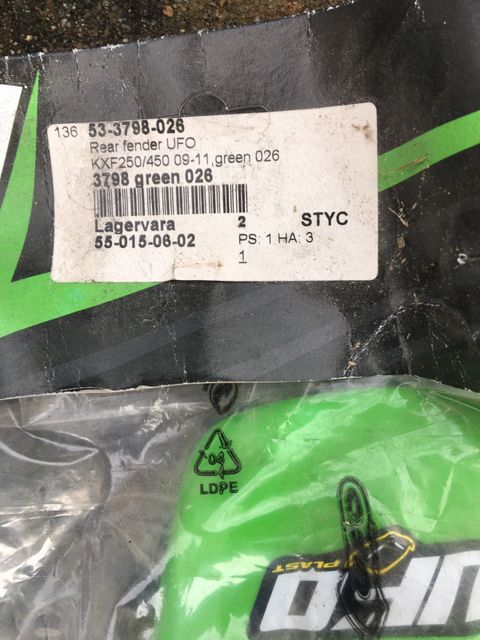 136 53-3798-026
Rear fender UFO
KXF250/450 09-11,green 026
3798 green 026
Lagervara 2 STYC
55-015-06-02 PS: 1 HA: 3
1
04
LDPE
PLAST
UFO